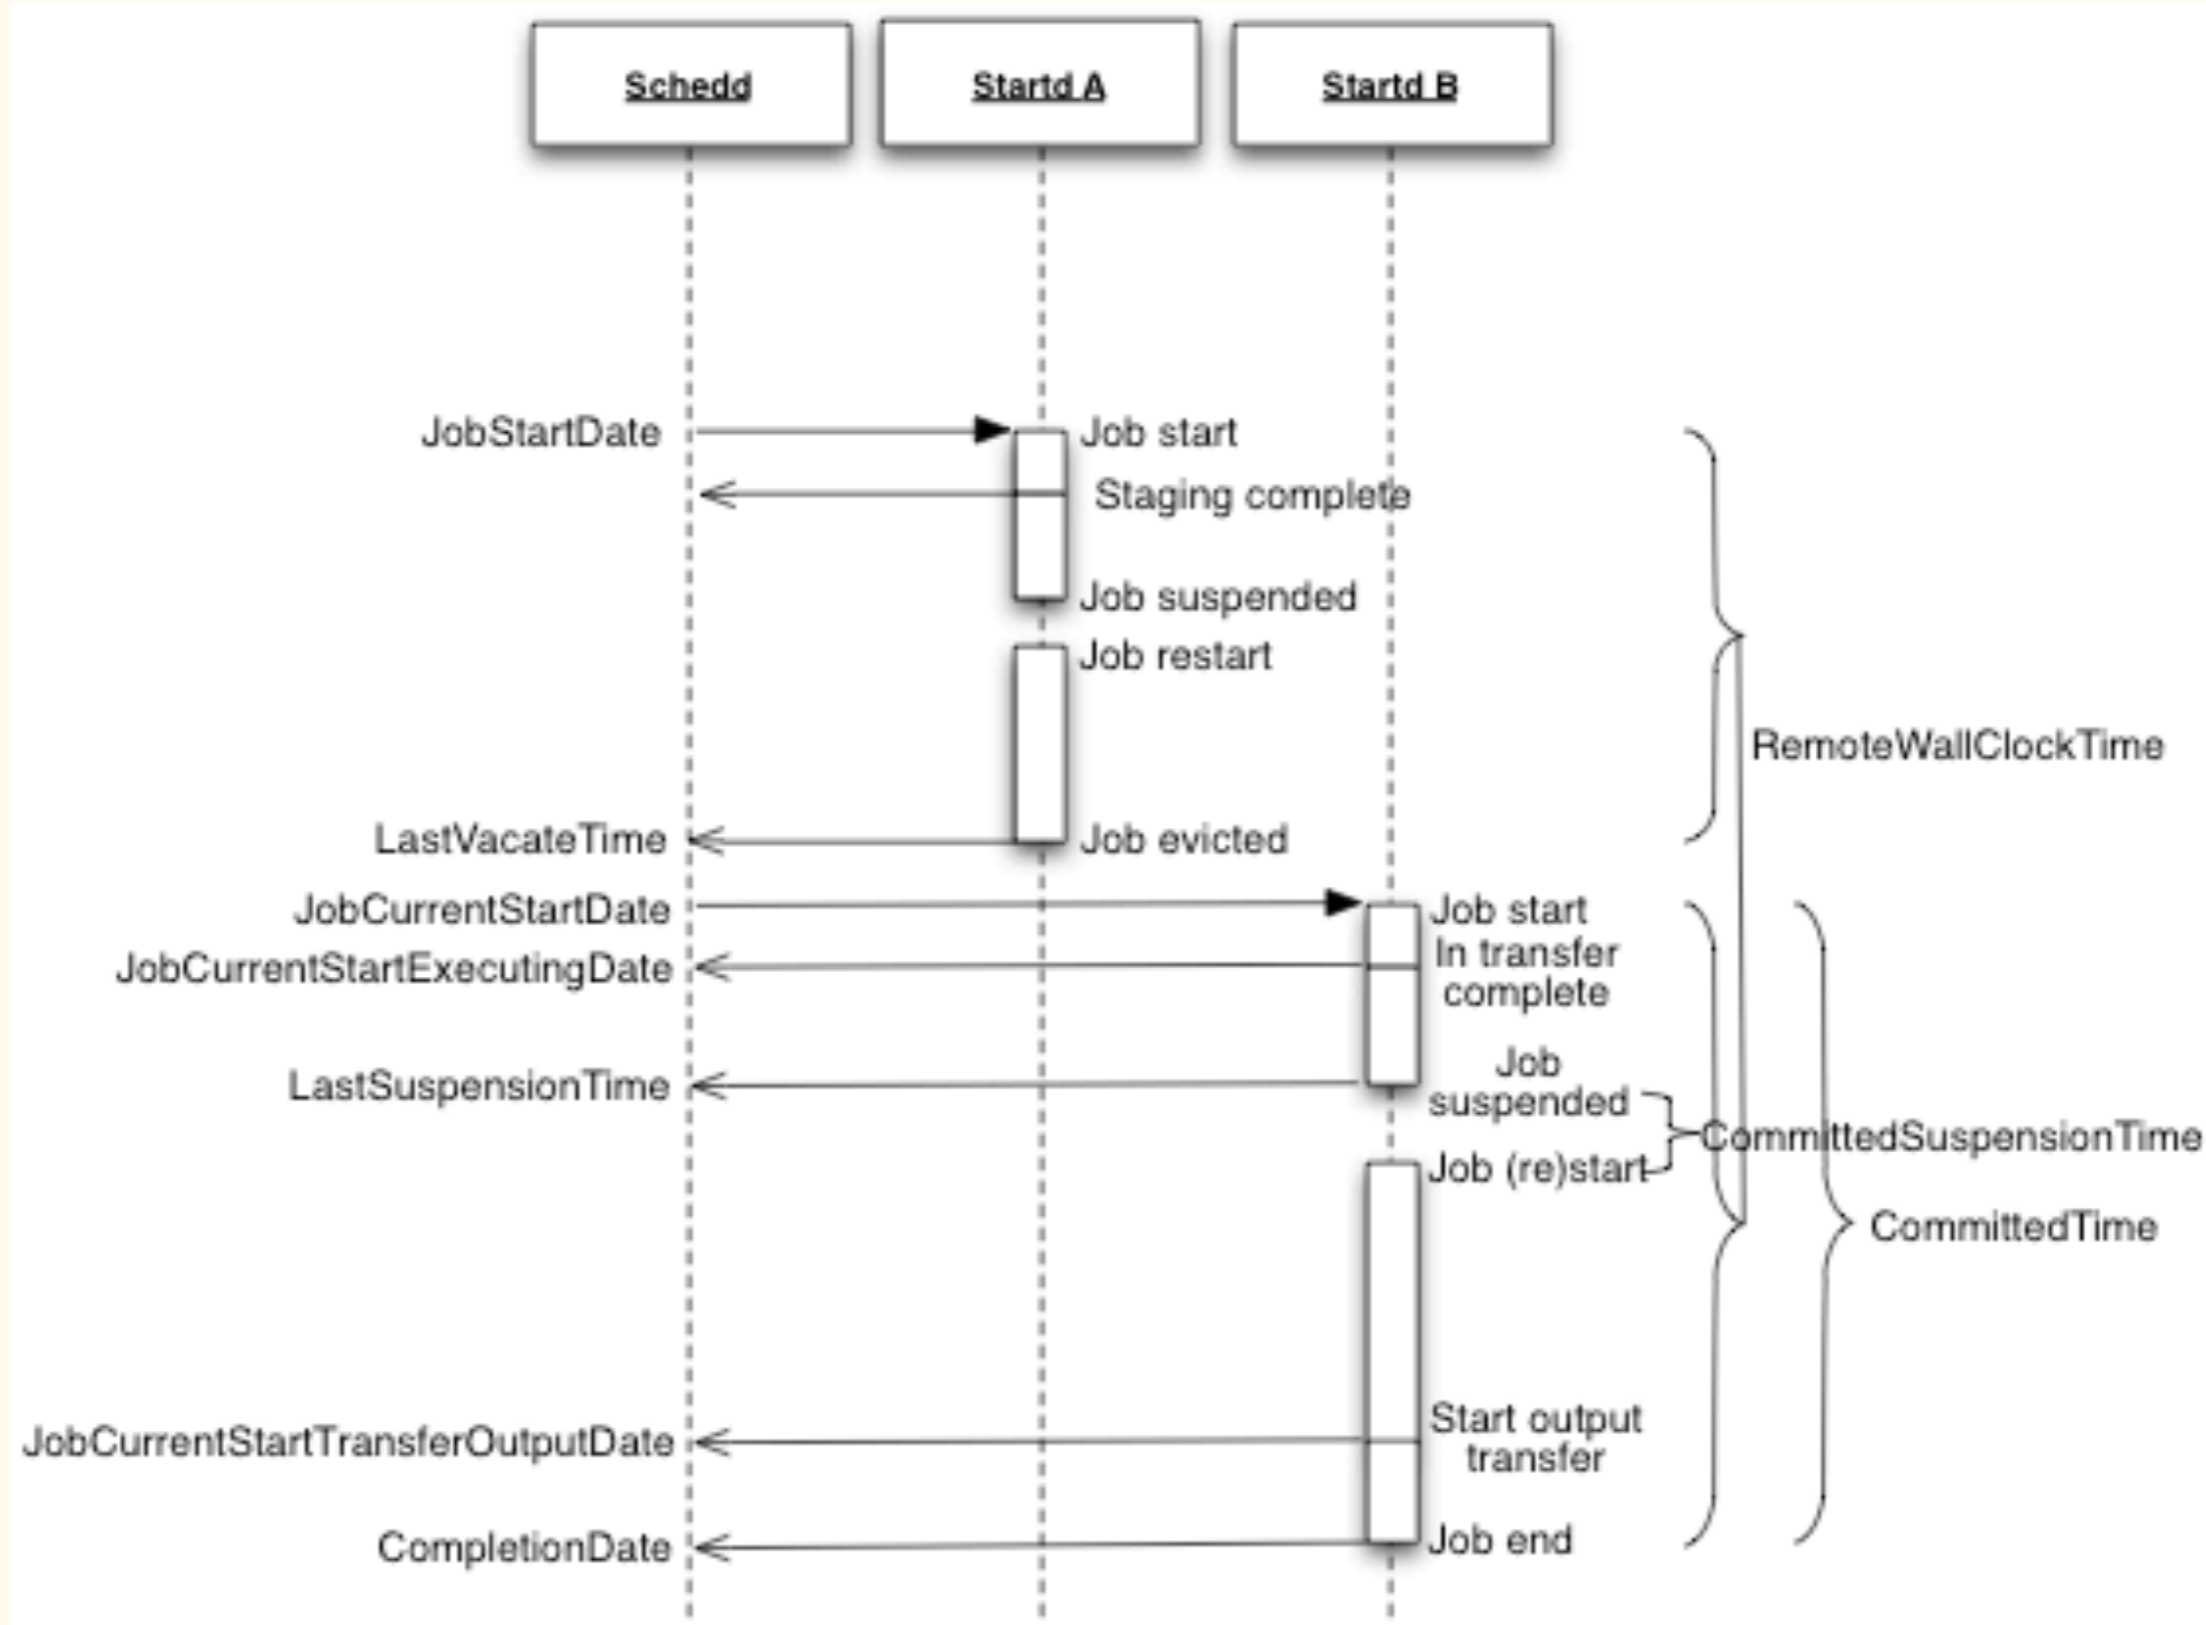 Schedd
Startd A
Startd B
JobStartDate
Job start
Staging complete
Job suspended
Job restart
RemoteWallClockTime
LastVacateTime
Job evicted
JobCurrentStartDate
Job start
JobCurrentStartExecutingDate
In transfer
complete
LastSuspensionTime
Job
suspended
CommittedSuspensionTime
Job (re)start
CommittedTime
JobCurrentStartTransferOutputDate
Start output
transfer
CompletionDate
Job end